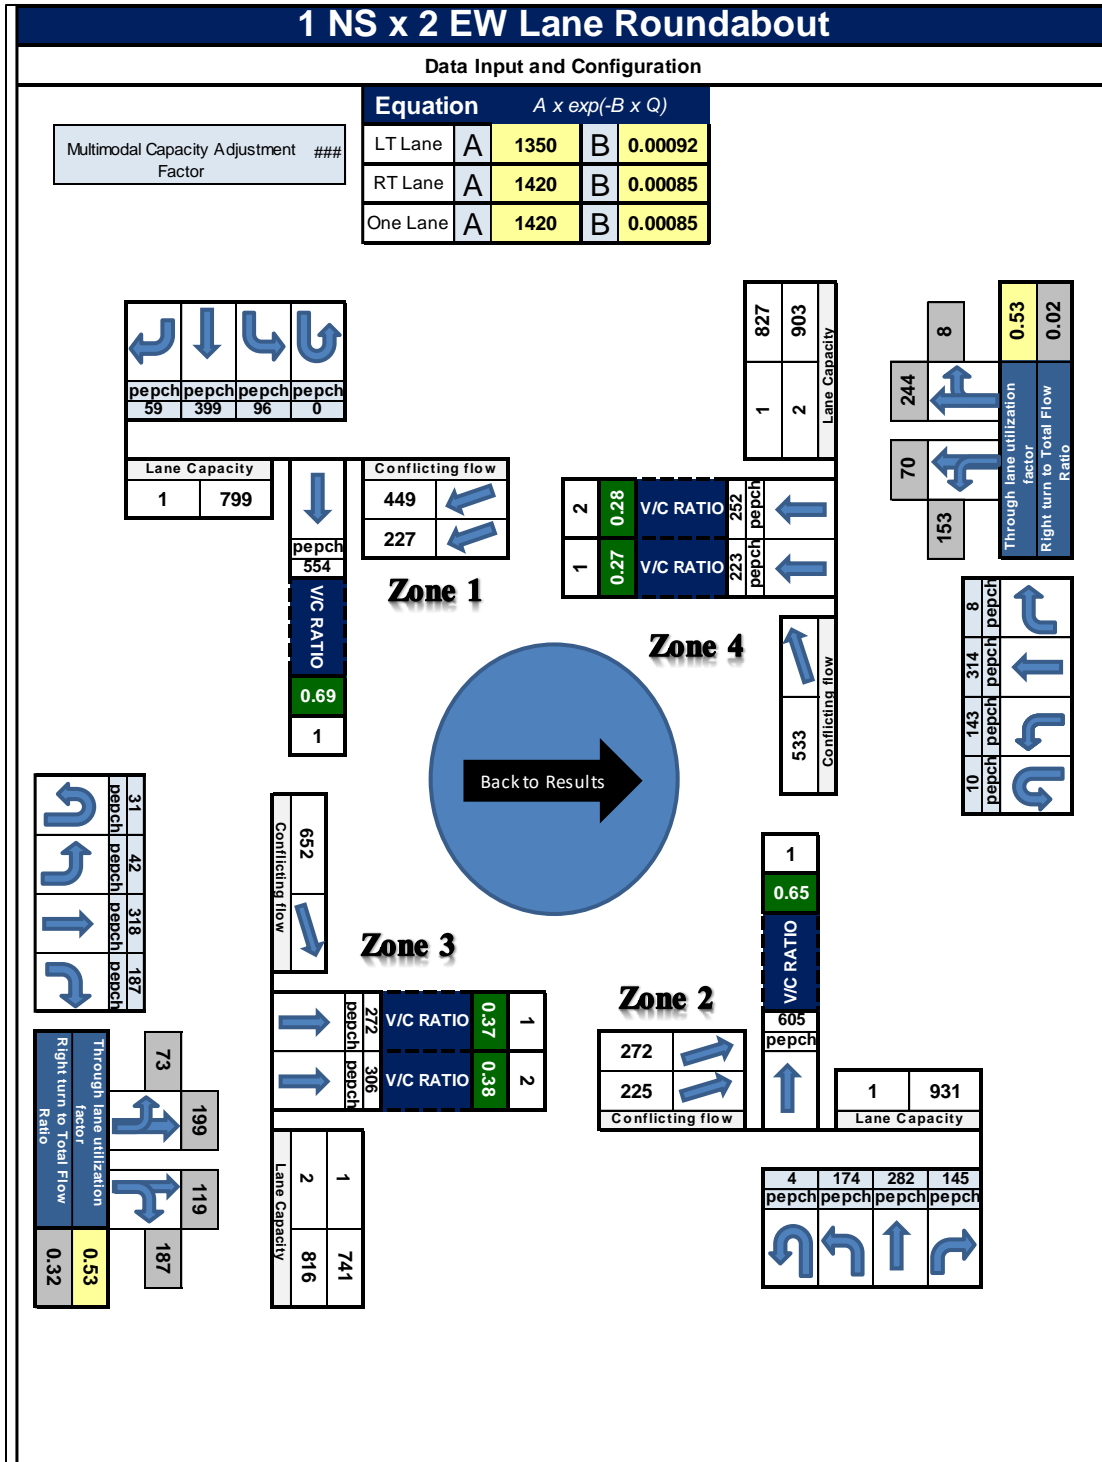 1 NS x 2 EW Lane Roundabout
Data Input and Configuration
Equation A x exp(-B x Q)
LT Lane A 1350 B 0.00092
RT Lane A 1420 B 0.00085
One Lane A 1420 B 0.00085
Multimodal Capacity Adjustment ###
Factor
pepch pepch pepch pepch
59 399 96 0
Lane Capacity
1 799
pepch
554
V/C RATIO
0.69
1
Conflicting flow
449
227
Zone 1
827 903
1 2
Lane Capacity
8
244
70
153
0.53
0.02
Through lane utilization
factor
Right turn to Total Flow
Ratio
2 0.28 V/C RATIO 252 pepch
1 0.27 V/C RATIO 223 pepch
Zone 4
533
Conflicting flow
8 pepch
314 pepch
143 pepch
10 pepch
Back to Results
31 pepch
42 pepch
318 pepch
187 pepch
652
Conflicting flow
Zone 3
pepch 272 V/C RATIO 0.37 1
pepch 306 V/C RATIO 0.38 2
73
199
119
187
Through lane utilization
factor
Right turn to Total Flow
Ratio
0.53
0.32
Lane Capacity
2 1
816 741
1
0.65
V/C RATIO
605
pepch
Zone 2
272
225
Conflicting flow
1 931
Lane Capacity
4 174 282 145
pepch pepch pepch pepch